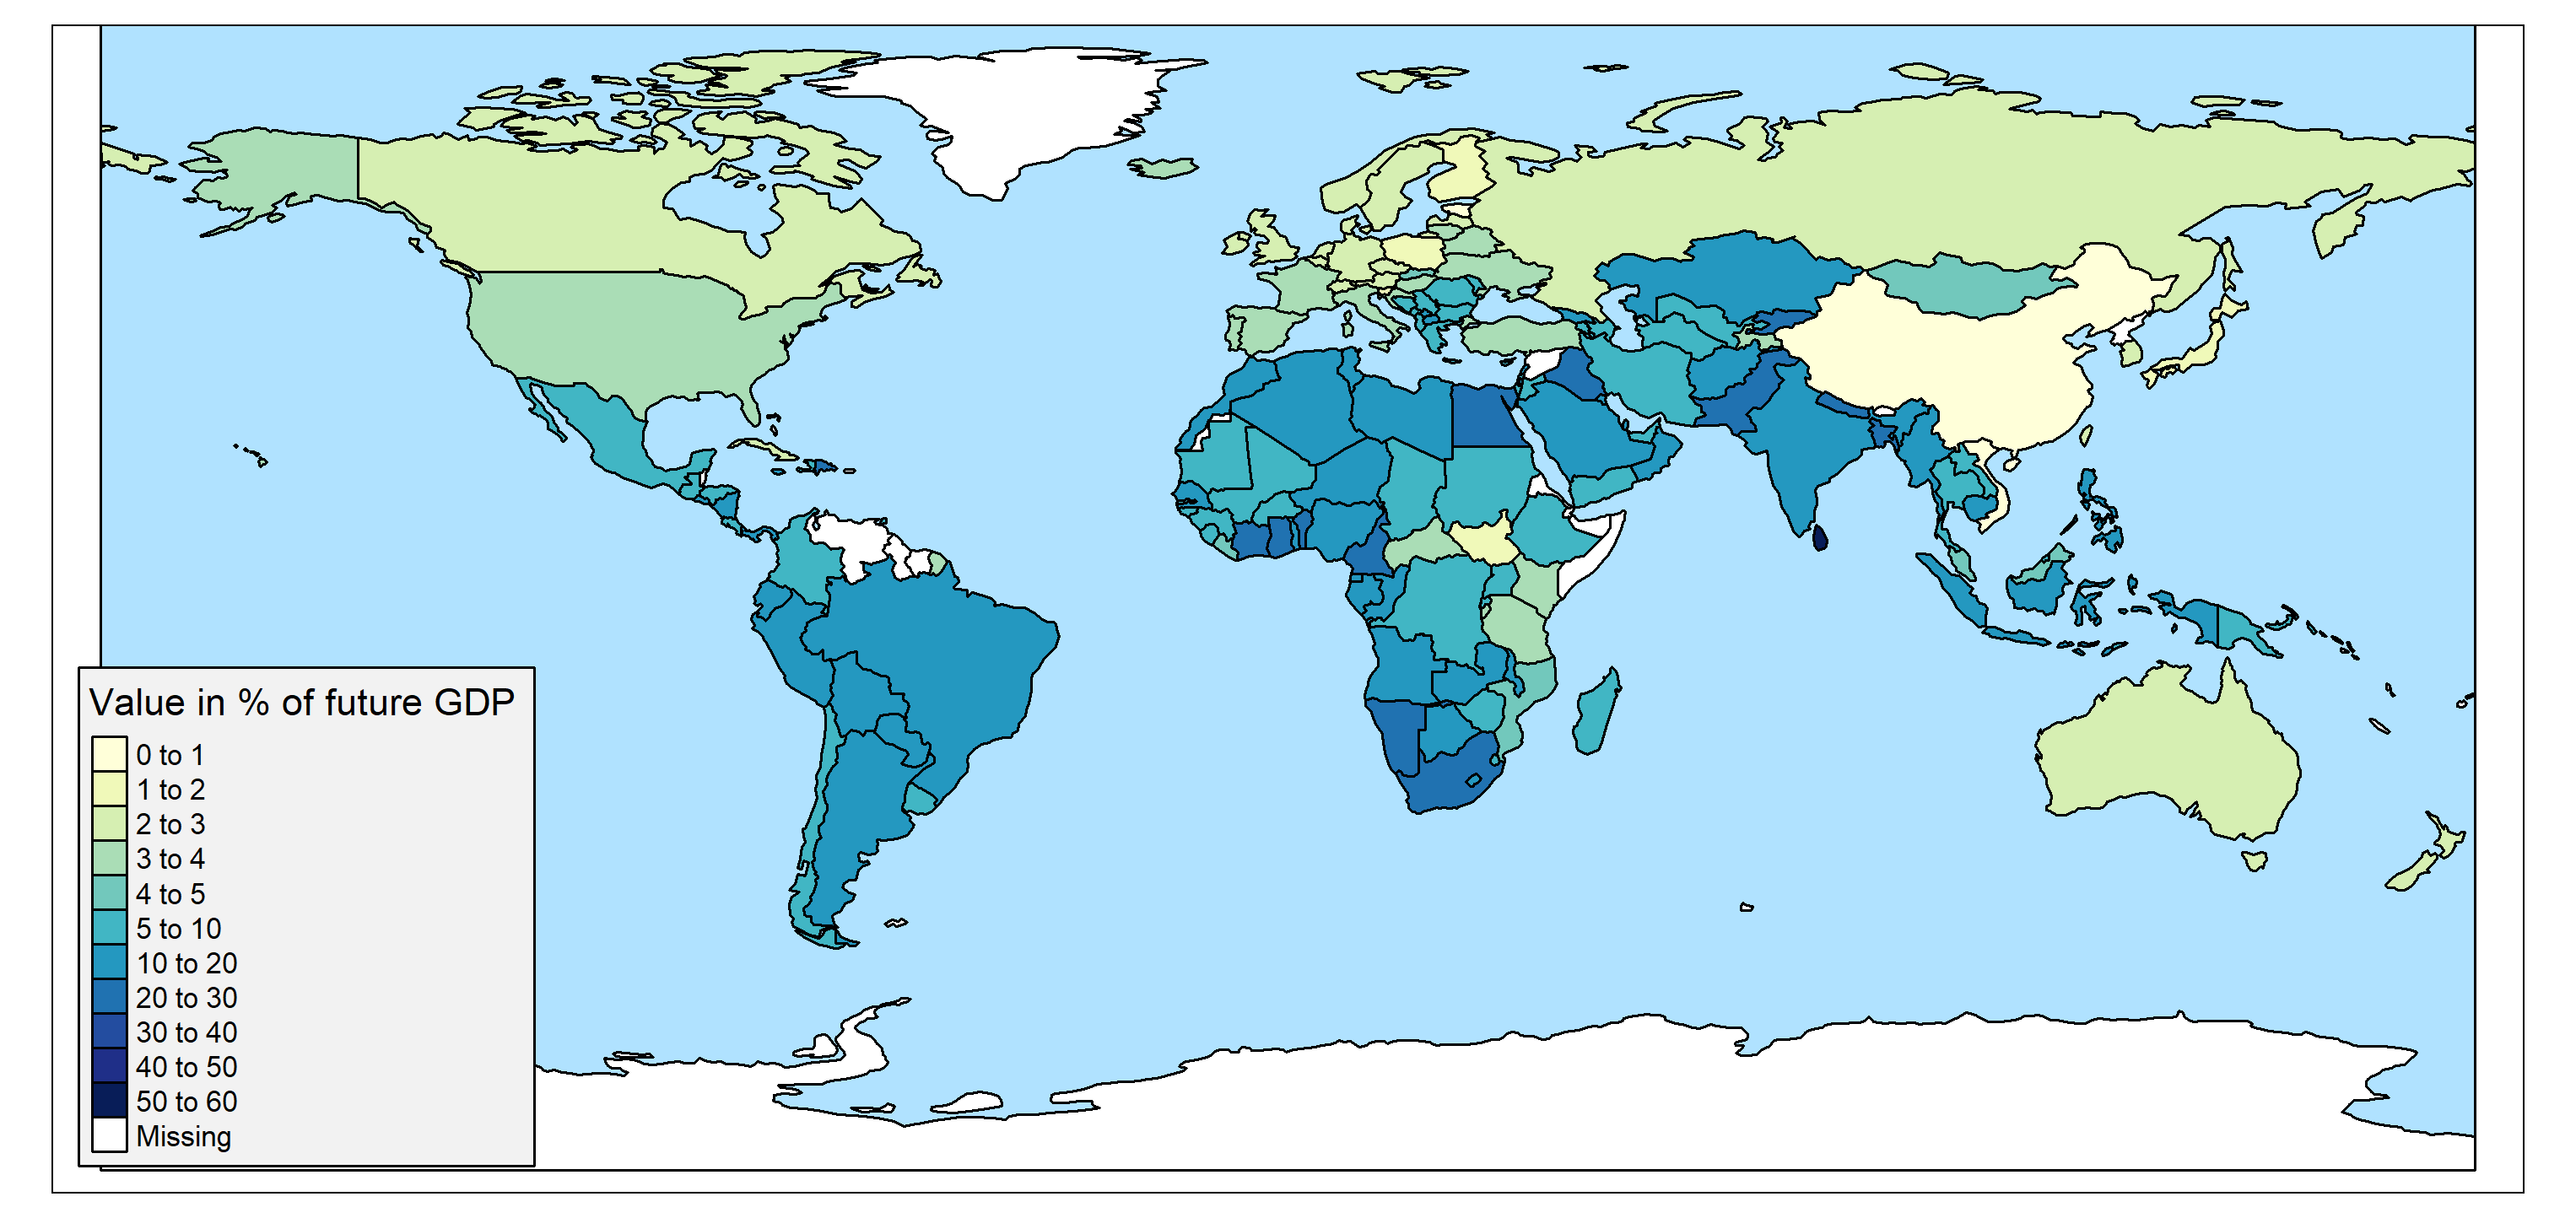 Value in % of future GDP
0 to 1
1 to 2
2 to 3
3 to 4
4 to 5
5 to 10
10 to 20
20 to 30
30 to 40
40 to 50
50 to 60
Missing